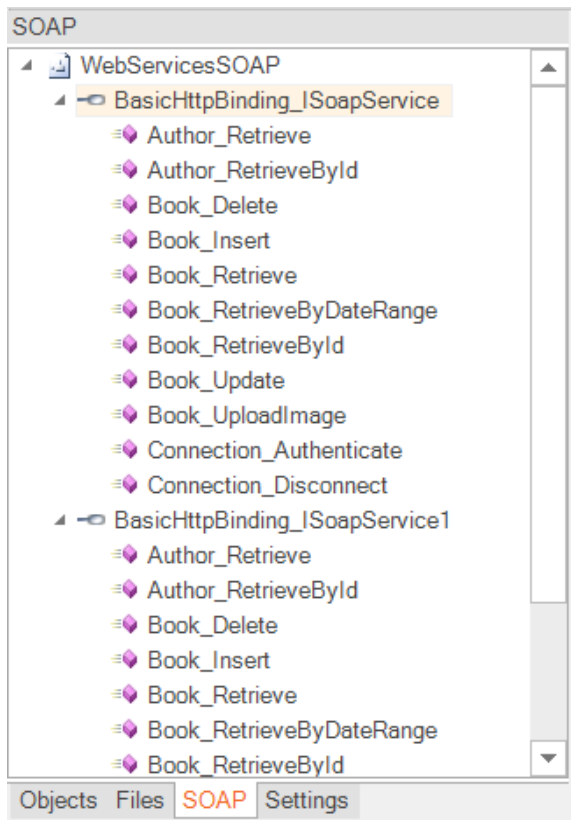 SOAP
WebServicesSOAP
BasicHttpBinding_ISoapService
Author_Retrieve
Author_RetrieveById
Book_Delete
Book_Insert
Book_Retrieve
Book_RetrieveByDateRange
Book_RetrieveById
Book_Update
Book_UploadImage
Connection_Authenticate
Connection_Disconnect
BasicHttpBinding_ISoapService1
Author_Retrieve
Author_RetrieveById
Book_Delete
Book_Insert
Book_Retrieve
Book_RetrieveByDateRange
Book_RetrieveById
Objects Files SOAP Settings